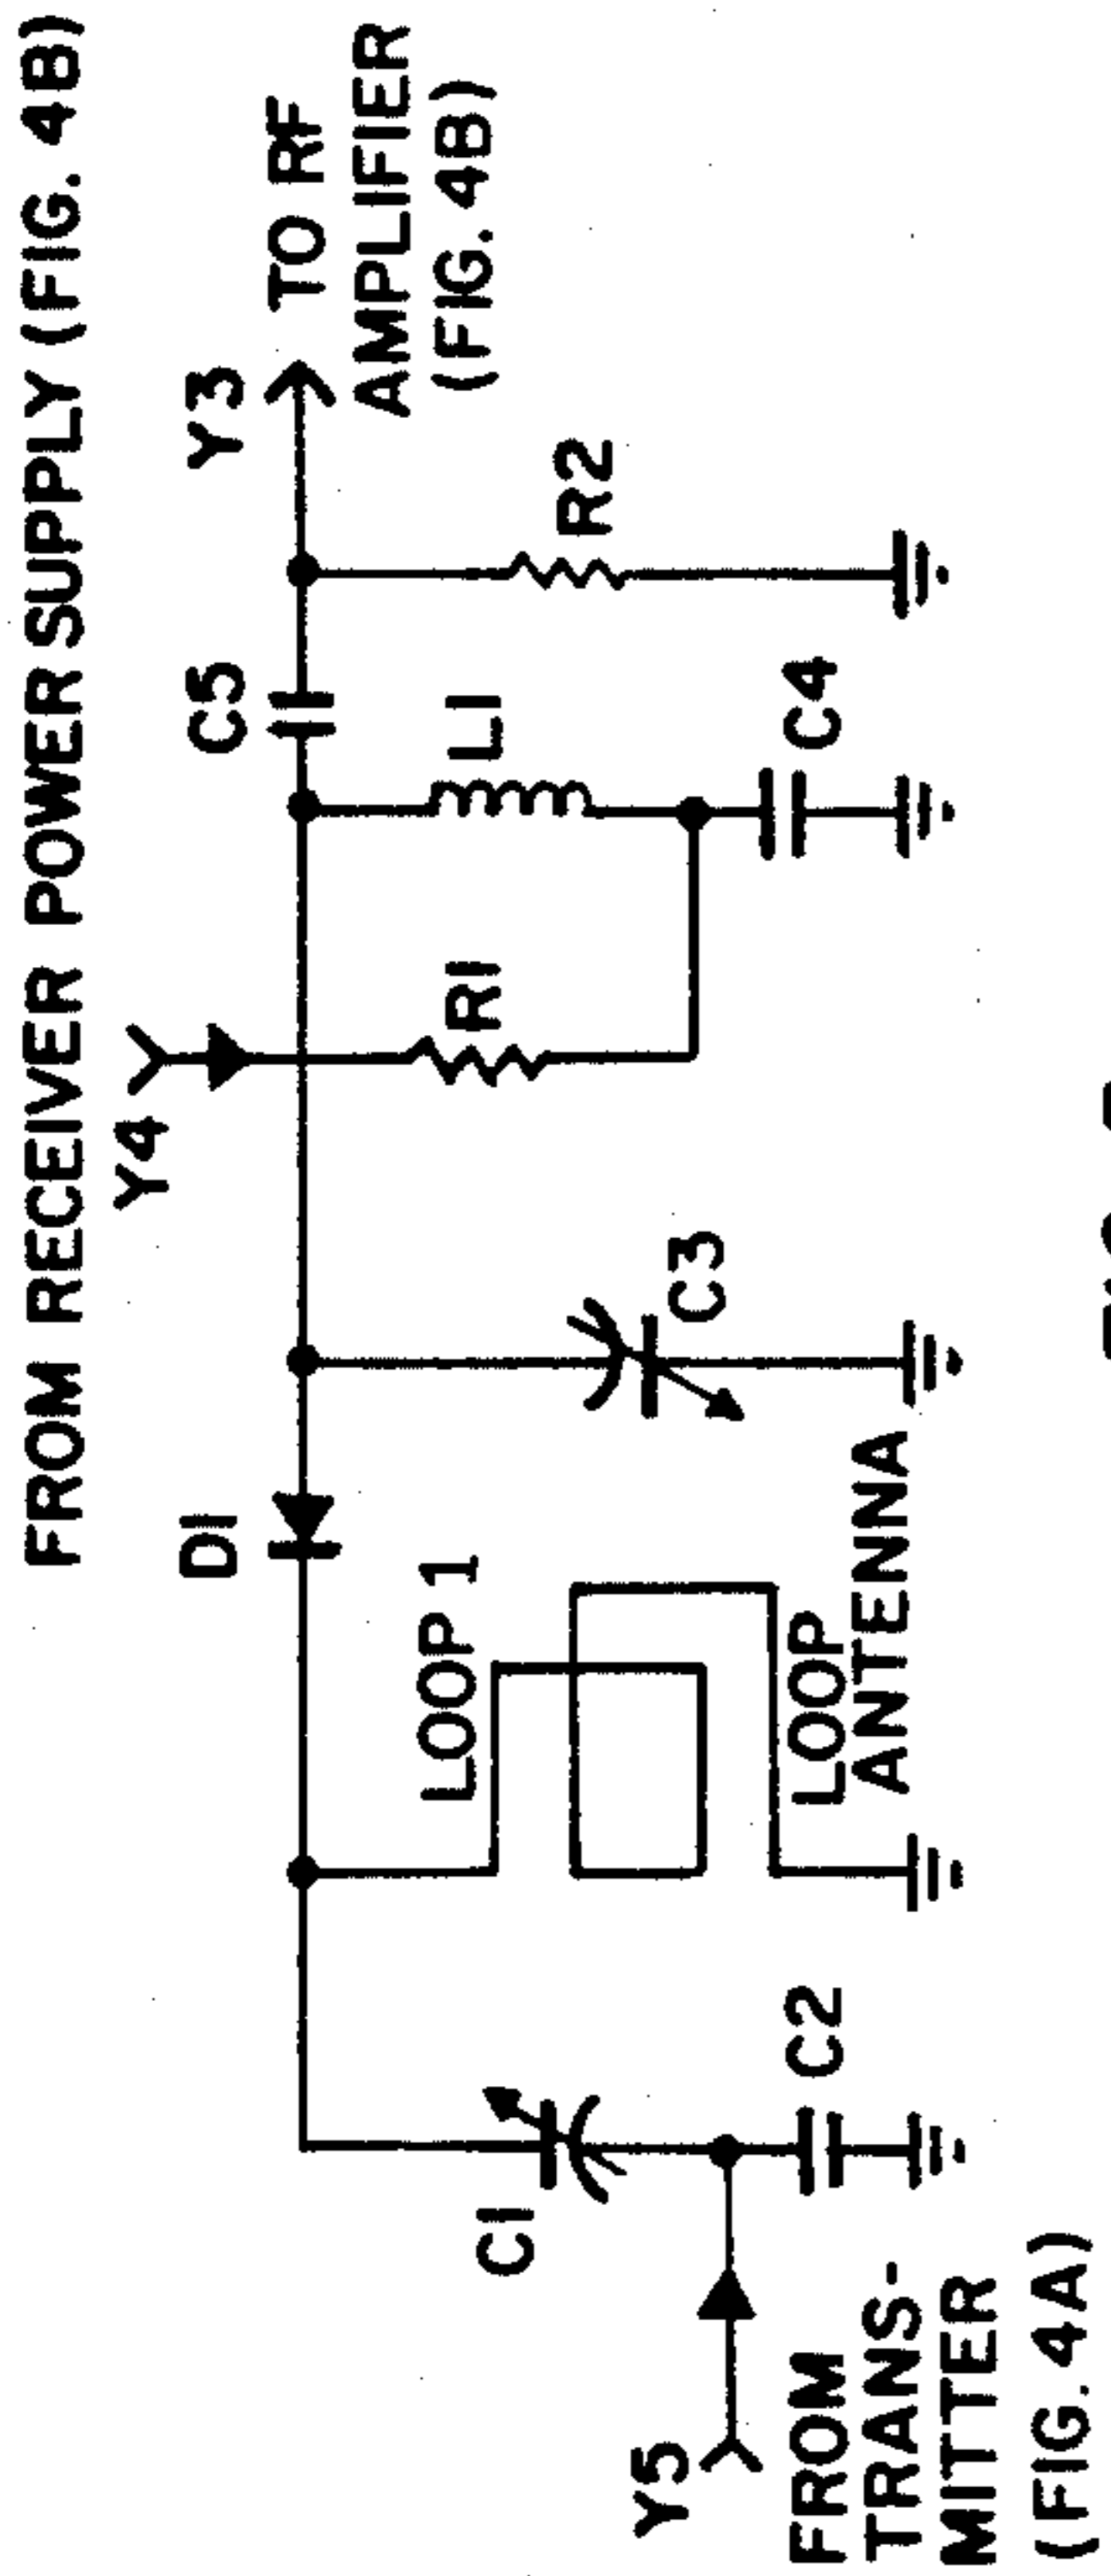 FROM RECEIVER POWER SUPPLY (FIG. 4B)
Y4
Y3
TO RF
AMPLIFIER
(FIG. 4B)
D1
C5
LOOP 1
R1
L1
R2
C1
C3
C4
Y5
C2
LOOP
ANTENNA
FROM
TRANS-
MITTER
(FIG. 4A)